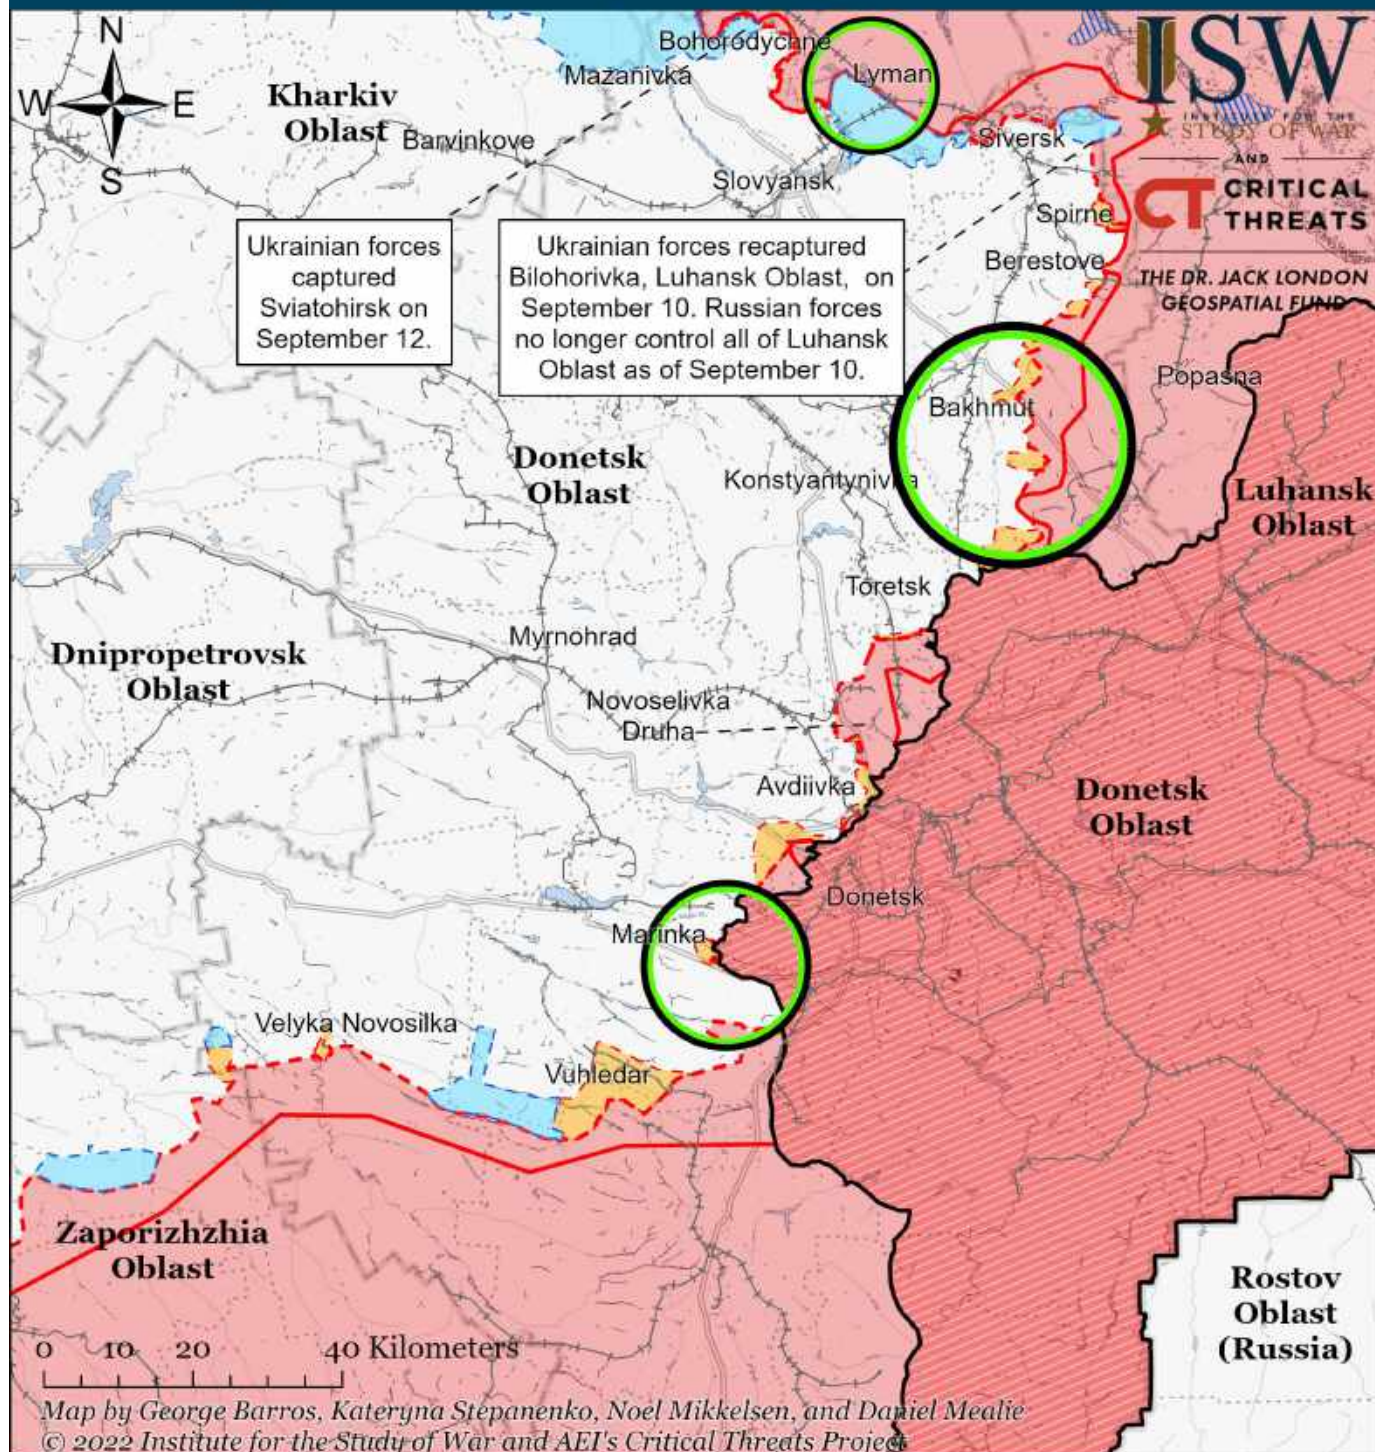 N
W
E
S
Kharkiv
Oblast
Barvinkove
Bohorodychne
Mazanivka
Lyman
Siversk
Slovyansk
Spirne
Berestove
ISW
INSTITUTE FOR THE
STUDY OF WAR
AND
CT CRITICAL
THREATS
THE DR. JACK LONDON
GEOSPATIAL FUND
Ukrainian forces
captured
Sviatohirsk on
September 12.
Ukrainian forces recaptured
Bilohorivka, Luhansk Oblast, on
September 10. Russian forces
no longer control all of Luhansk
Oblast as of September 10.
Popasna
Bakhmut
Donetsk
Oblast
Konstyantynivka
Luhansk
Oblast
Toretsk
Myrnohrad
Dnipropetrovsk
Oblast
Novoselivka
Druha
Avdiivka
Donetsk
Oblast
Donetsk
Marinka
Velyka Novosilka
Vuhledar
Zaporizhzhia
Oblast
Rostov
Oblast
(Russia)
0 10 20 40 Kilometers
Map by George Barros, Kateryna Stepanenko, Noel Mikkelsen, and Daniel Mealie
© 2022 Institute for the Study of War and AEI's Critical Threats Project